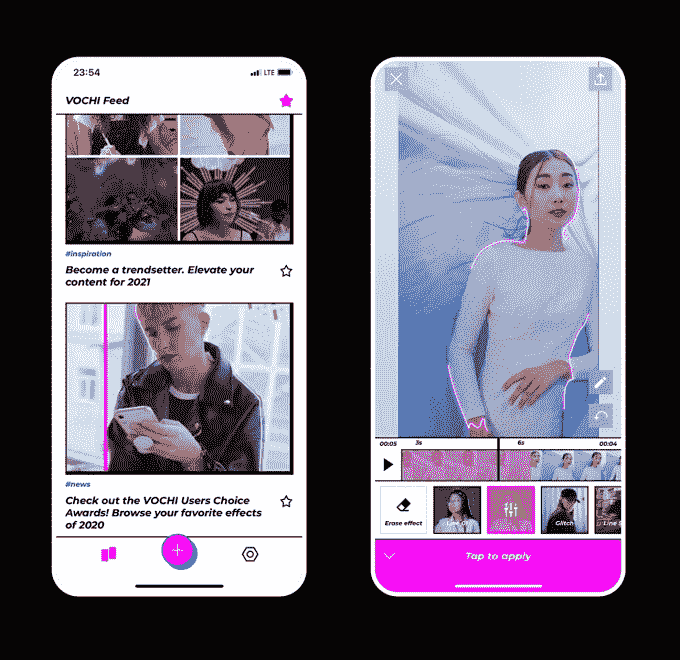 23:54
LTE
VOCHI Feed
#inspiration
Become a trendsetter. Elevate your
content for 2021
#news
Check out the VOCHI Users Choice
Awards! Browse your favorite effects
of 2020
00:05 3s 6s 00:04
Erase effect
Glitch
Tap to apply